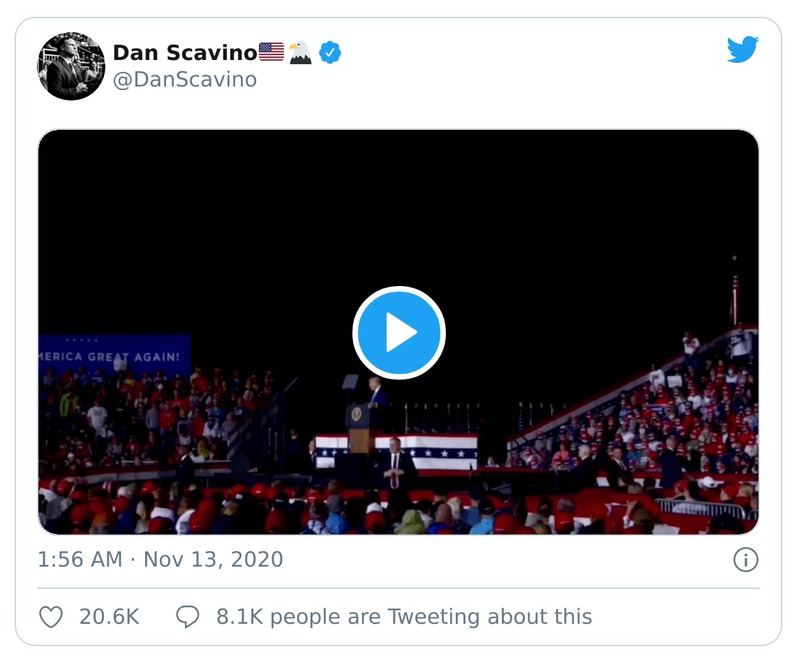 Dan Scavino🇺🇸🦅
@DanScavino
MERICA GREAT AGAIN!
1:56 AM · Nov 13, 2020
20.6K 8.1K people are Tweeting about this